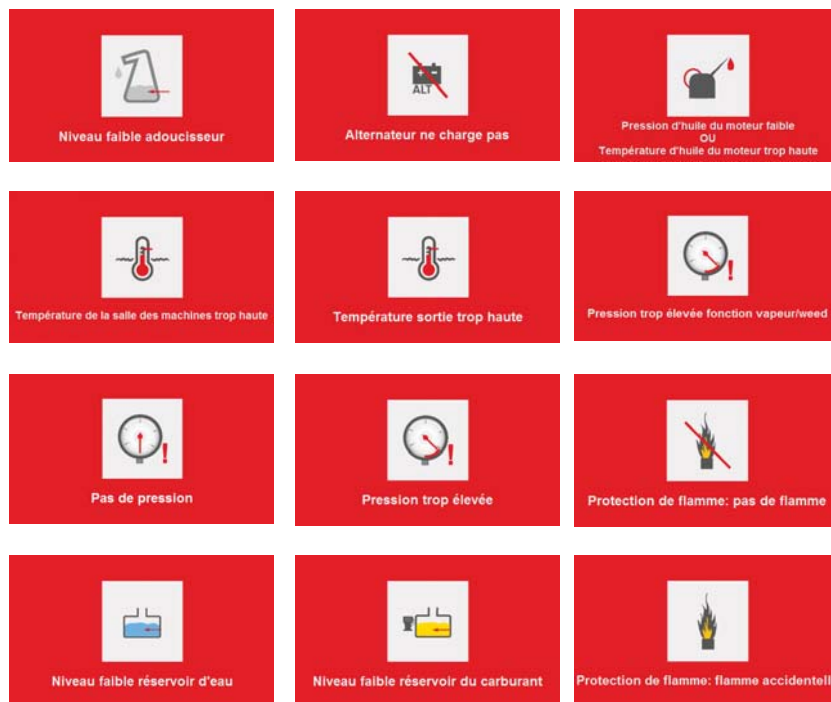 Niveau faible adoucisseur
ALT
Alternateur ne charge pas
Pression d'huile du moteur faible
OU
Température d'huile du moteur trop haute
Température de la salle des machines trop haute
Température sortie trop haute
!
Pression trop élevée fonction vapeur/weed
!
Pas de pression
!
Pression trop élevée
Protection de flamme: pas de flamme
Niveau faible réservoir d'eau
Niveau faible réservoir du carburant
Protection de flamme: flamme accidentell